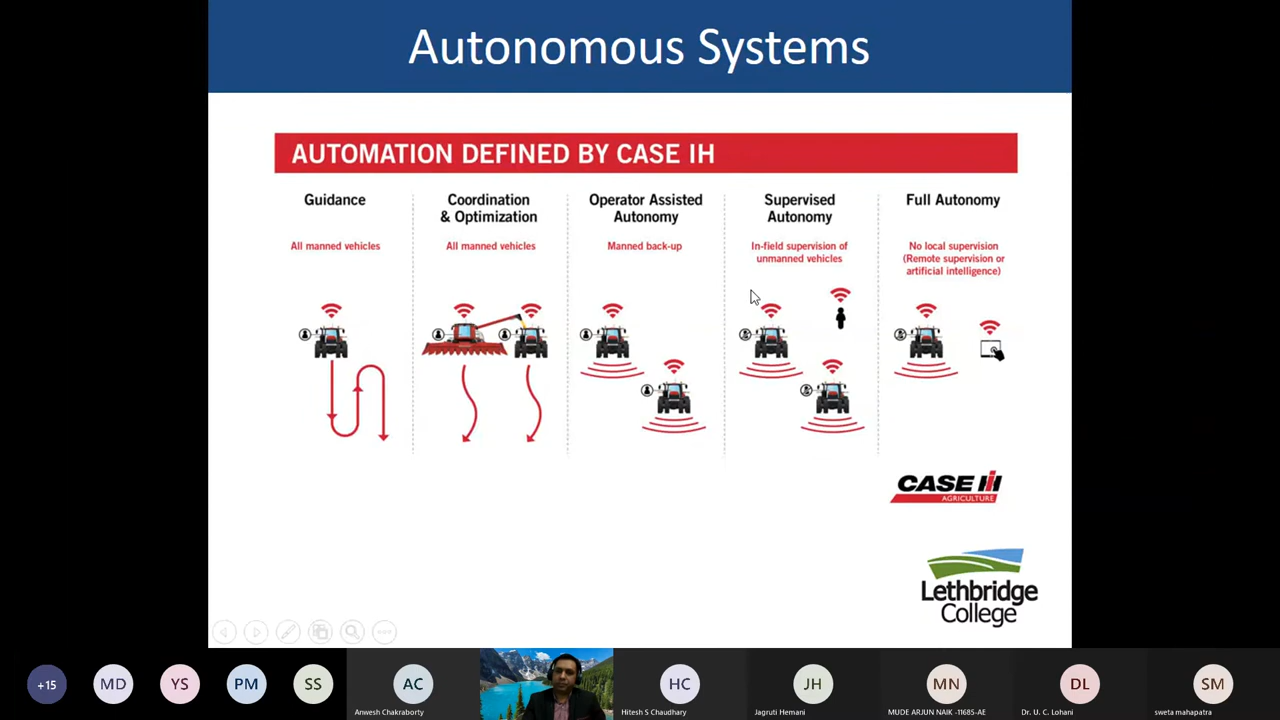 Autonomous Systems
AUTOMATION DEFINED BY CASE IH
Guidance
All manned vehicles
Coordination
& Optimization
All manned vehicles
Operator Assisted
Autonomy
Manned back-up
Supervised
Autonomy
In-field supervision of
unmanned vehicles
Full Autonomy
No local supervision
(Remote supervision or
artificial intelligence)
CASE IH
AGRICULTURE
Lethbridge
College
+15
MD
YS
PM
SS
AC
Anwesh Chakraborty
HC
Hitesh S Chaudhary
JH
Jagruti Hemani
MN
MUDE ARJUN NAIK -11685-AE
DL
Dr. U. C. Lohani
SM
sweta mahapatra